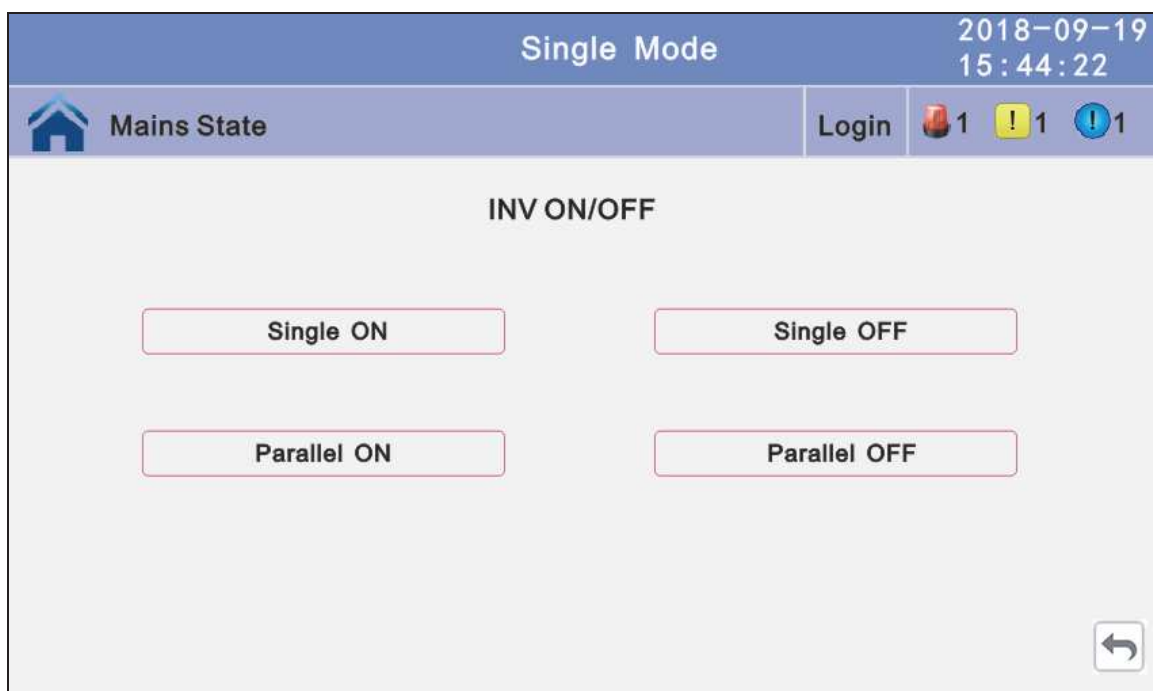 Single Mode
2018-09-19
15:44:22
Mains State
Login
1
! 1
! 1
INV ON/OFF
Single ON
Single OFF
Parallel ON
Parallel OFF